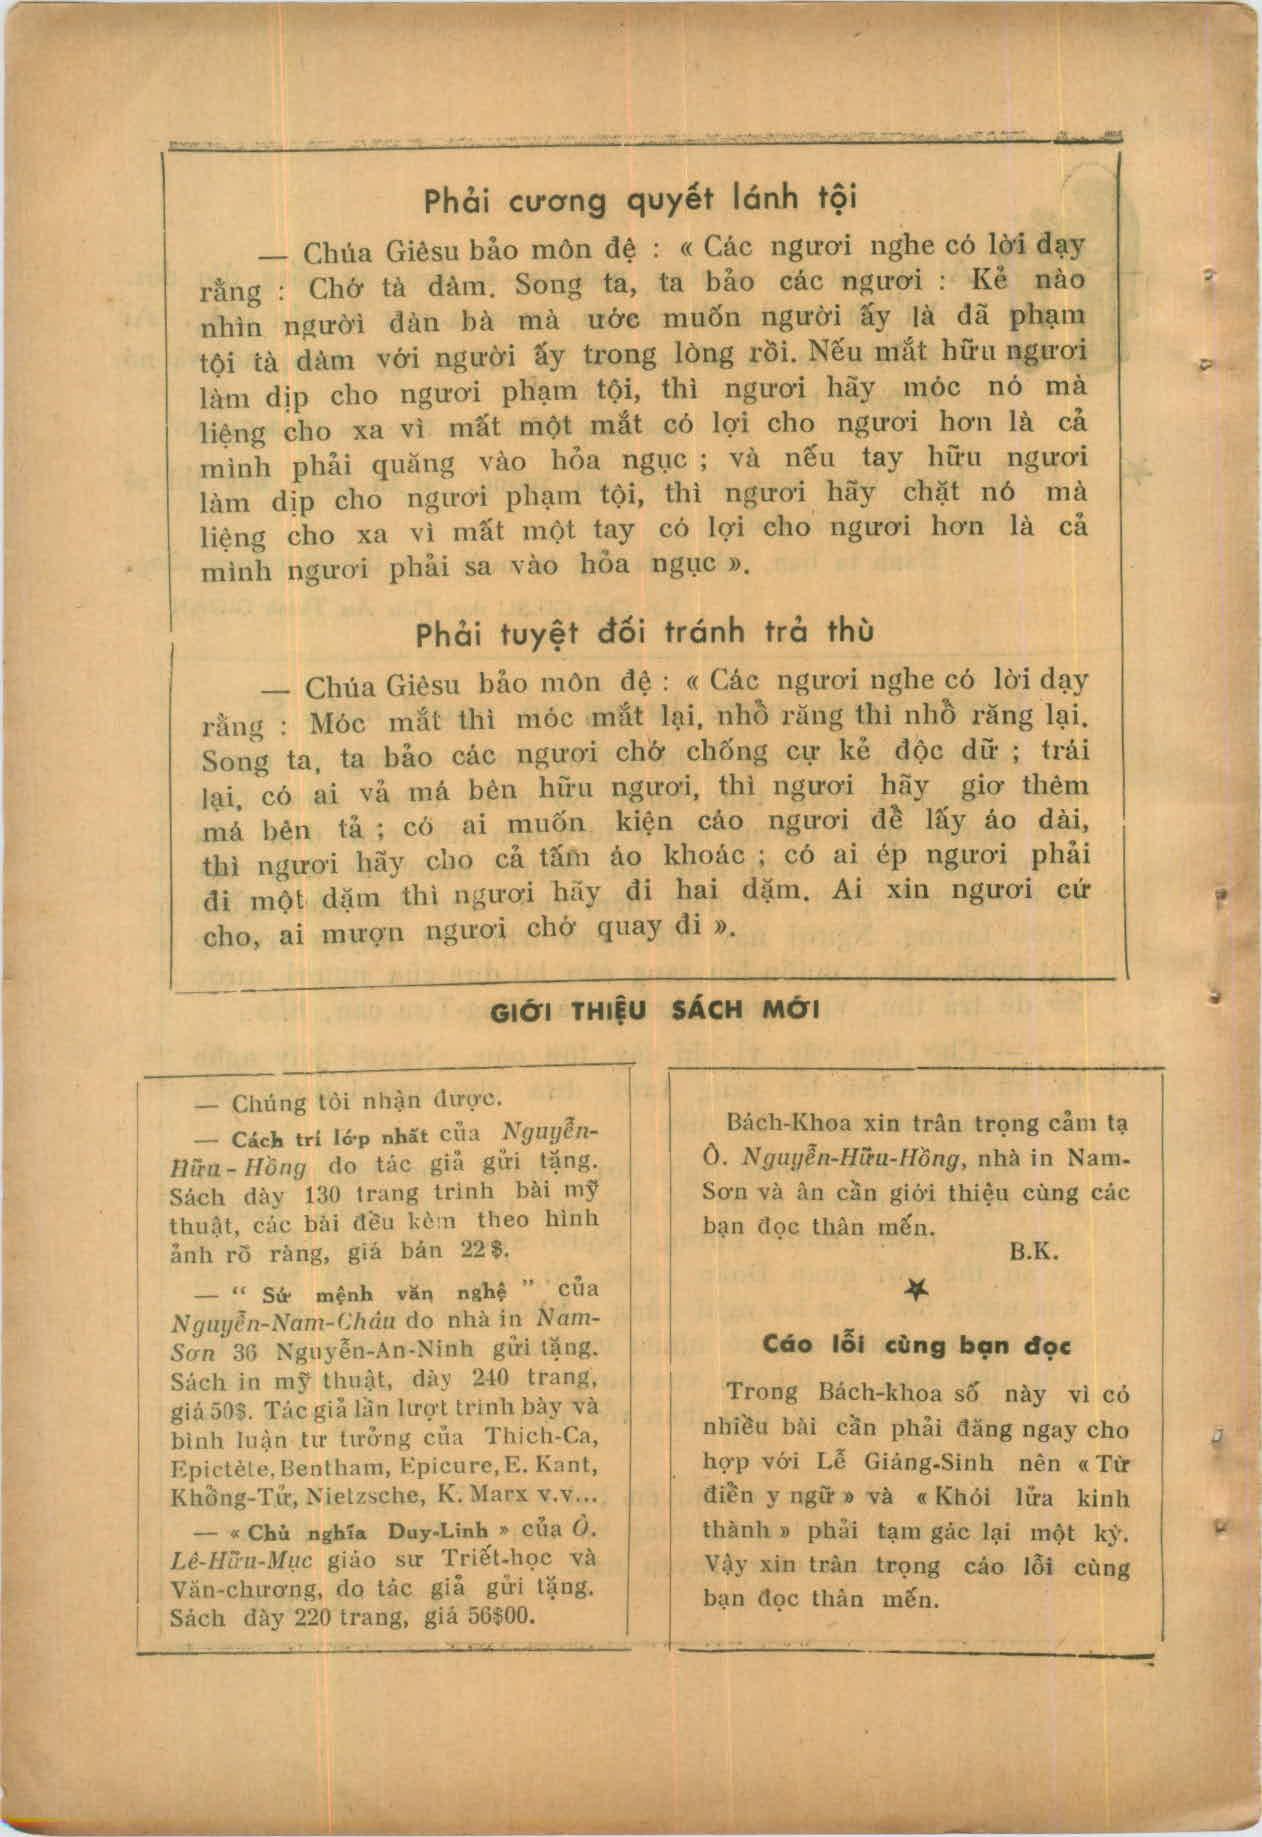 Phải cương quyết lánh tội
— Chúa Giêsu bảo môn đệ : « Các ngươi nghe có lời dạy
rằng : Chớ tà dâm. Song ta, ta bảo các ngươi : Kẻ nào
nhìn người đàn bà mà ước muốn người ấy là đã phạm
tội tà dâm với người ấy trong lòng rồi. Nếu mắt hữu ngươi
làm dịp cho ngươi phạm tội, thì ngươi hãy móc nó mà
liệng cho xa vì mất một mắt có lợi cho ngươi hơn là cả
mình phải quăng vào hỏa ngục ; và nếu tay hữu ngươi
làm dịp cho ngươi phạm tội, thì ngươi hãy chặt nó mà
liệng cho xa vì mất một tay có lợi cho ngươi hơn là cả
mình ngươi phải sa vào hỏa ngục ».
Phải tuyệt đối tránh trả thù
— Chúa Giêsu bảo môn đệ : « Các ngươi nghe có lời dạy
rằng : Móc mắt thì móc mắt lại, nhổ răng thì nhổ răng lại.
Song ta, ta bảo các ngươi chớ chống cự kẻ độc dữ ; trái
lại, có ai vả má bên hữu ngươi, thì ngươi hãy giơ thêm
má bên tả ; có ai muốn kiện cáo ngươi để lấy áo dài,
thì ngươi hãy cho cả tấm áo khoác ; có ai ép ngươi phải
đi một dặm thì ngươi hãy đi hai dặm. Ai xin ngươi cứ
cho, ai mượn ngươi chớ quay đi ».
GIỚI THIỆU SÁCH MỚI
— Chúng tôi nhận được.
— Cách trí lớp nhất của Nguyễn-
Hữu-Hồng do tác giả gửi tặng.
Sách dày 130 trang trình bài mỹ
thuật, các bài đều kèm theo hình
ảnh rõ ràng, giá bán 22$.
— “ Sứ mệnh văn nghệ ” của
Nguyễn-Nam-Châu do nhà in Nam-
Sơn 36 Nguyễn-An-Ninh gửi tặng.
Sách in mỹ thuật, dày 240 trang,
giá 50$. Tác giả lần lượt trình bày và
bình luận tư tưởng của Thich-Ca,
Epictète, Bentham, Epicure, E. Kant,
Khổng-Tử, Nietzsche, K. Marx v.v...
— « Chủ nghĩa Duy-Linh » của Ô.
Lê-Hữu-Mục giáo sư Triết-học và
Văn-chương, do tác giả gửi tặng.
Sách dày 220 trang, giá 56$00.
Bách-Khoa xin trân trọng cảm tạ
Ô. Nguyễn-Hữu-Hồng, nhà in Nam-
Sơn và ân cần giới thiệu cùng các
bạn đọc thân mến.
B.K.
Cáo lỗi cùng bạn đọc
Trong Bách-khoa số này vì có
nhiều bài cần phải đăng ngay cho
hợp với Lễ Giáng-Sinh nên « Từ
điển y ngữ » và « Khói lửa kinh
thành » phải tạm gác lại một kỳ.
Vậy xin trân trọng cáo lỗi cùng
bạn đọc thân mến.